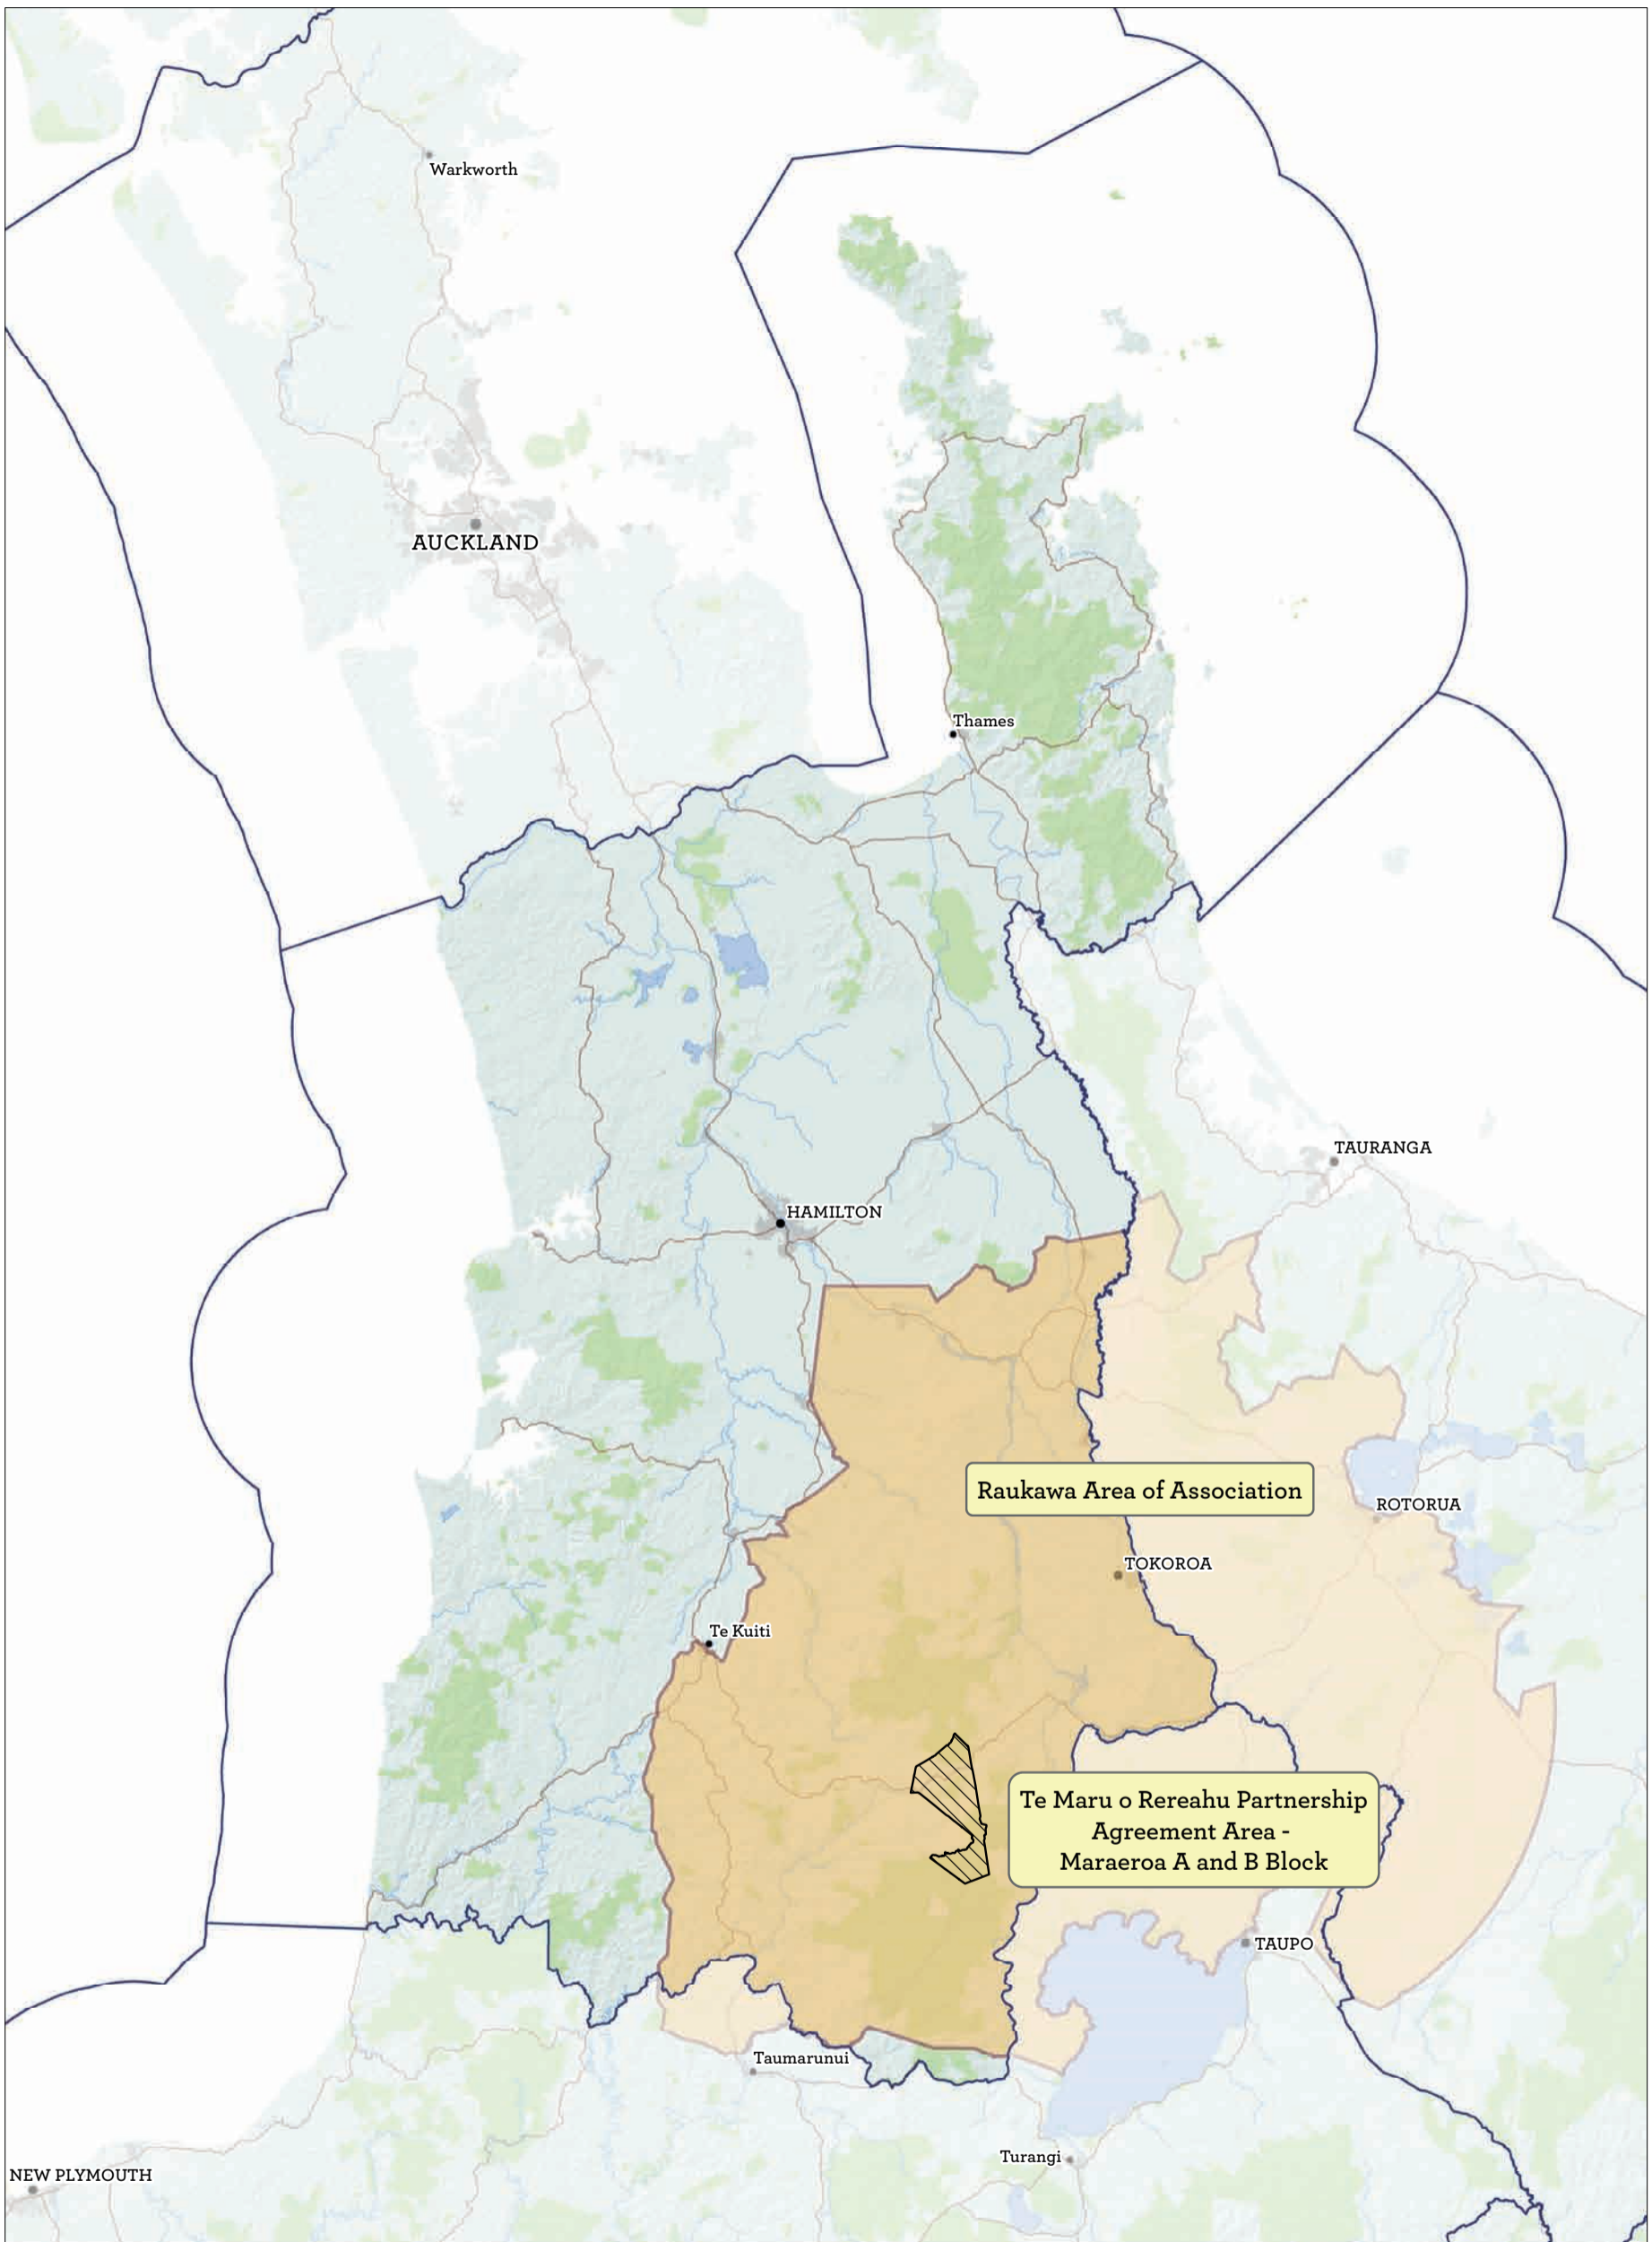 Warkworth
AUCKLAND
Thames
TAURANGA
HAMILTON
Raukawa Area of Association
ROTORUA
TOKOROA
Te Kuiti
Te Maru o Rereahu Partnership
Agreement Area -
Maraeroa A and B Block
TAUPO
Taumarunui
Turangi
NEW PLYMOUTH